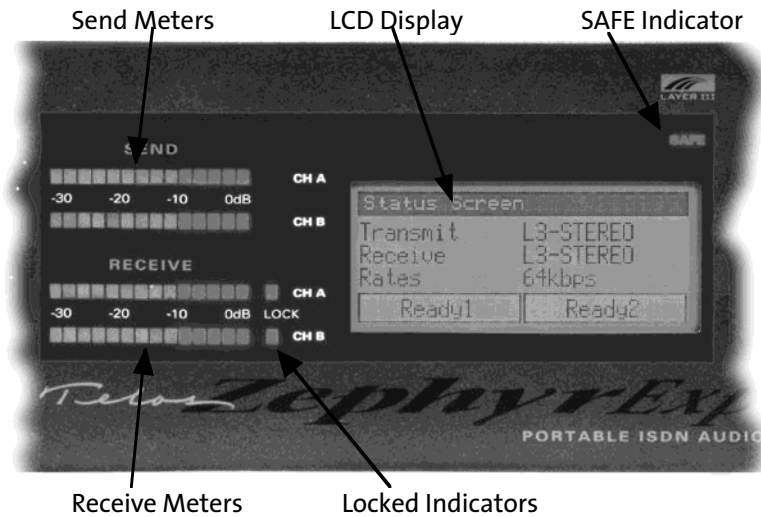 Send Meters
LCD Display
SAFE Indicator
LAYER III
SAFE
SEND
CH A
-30 -20 -10 0dB
CH B
RECEIVE
CH A
-30 -20 -10 0dB LOCK
CH B
Status Screen
Transmit L3-STEREO
Receive L3-STEREO
Rates 64kbps
Ready1 Ready2
Telos Zephyr Exp
PORTABLE ISDN AUDIO
Receive Meters
Locked Indicators